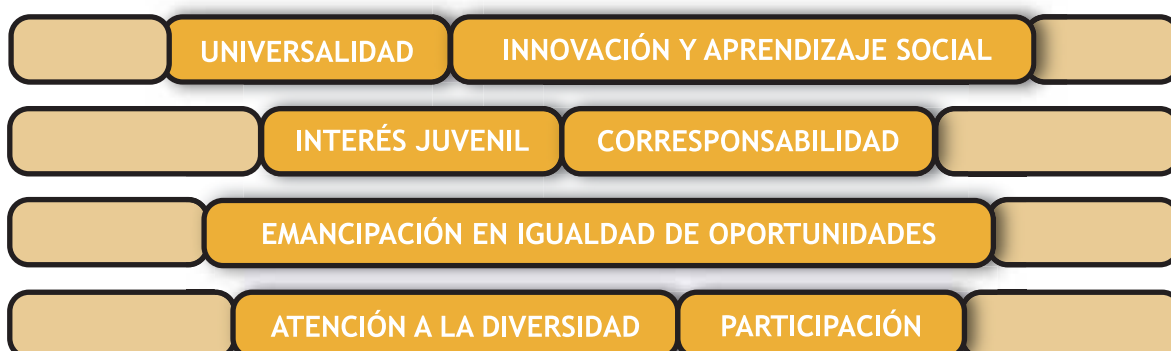 UNIVERSALIDAD INNOVACIÓN Y APRENDIZAJE SOCIAL
INTERÉS JUVENIL CORRESPONSABILIDAD
EMANCIPACIÓN EN IGUALDAD DE OPORTUNIDADES
ATENCIÓN A LA DIVERSIDAD PARTICIPACIÓN